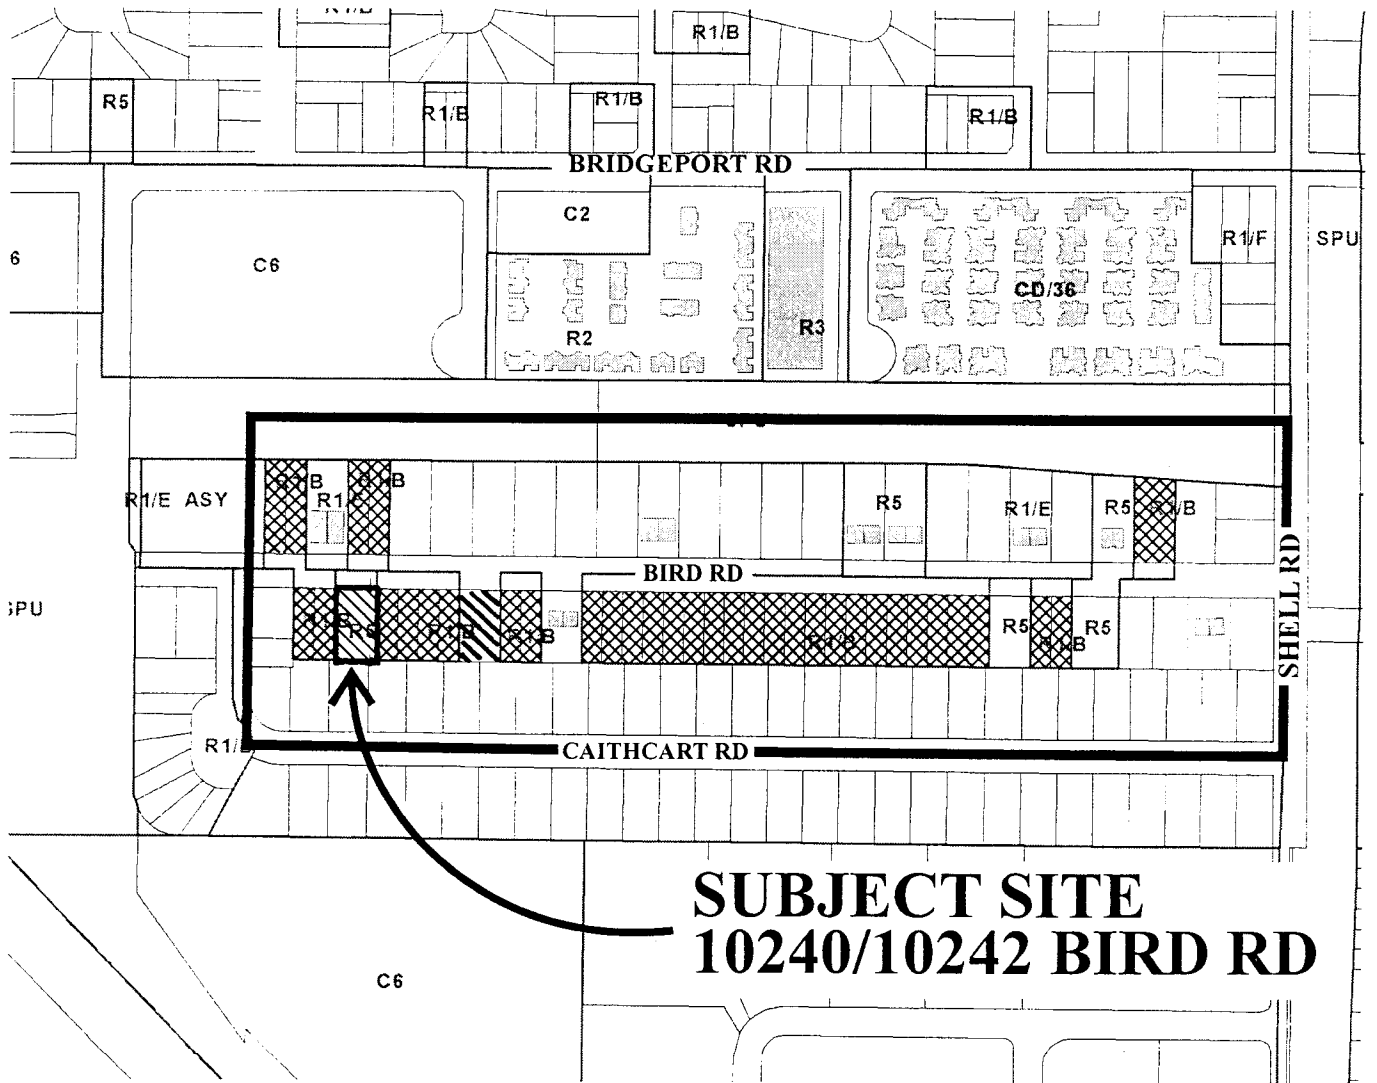 R1/B
R5
R1/B
R1/B
R1/B
BRIDGEPORT RD
C2
6
C6
R1/F
SPU
CD/36
R3
R2
R1/E ASY
R5
R1/E
R5
R1/B
BIRD RD
R5
R1/B
R1/B
R1/B
R5
R5
SHELL RD
CAITHCART RD
SUBJECT SITE
10240/10242 BIRD RD
C6